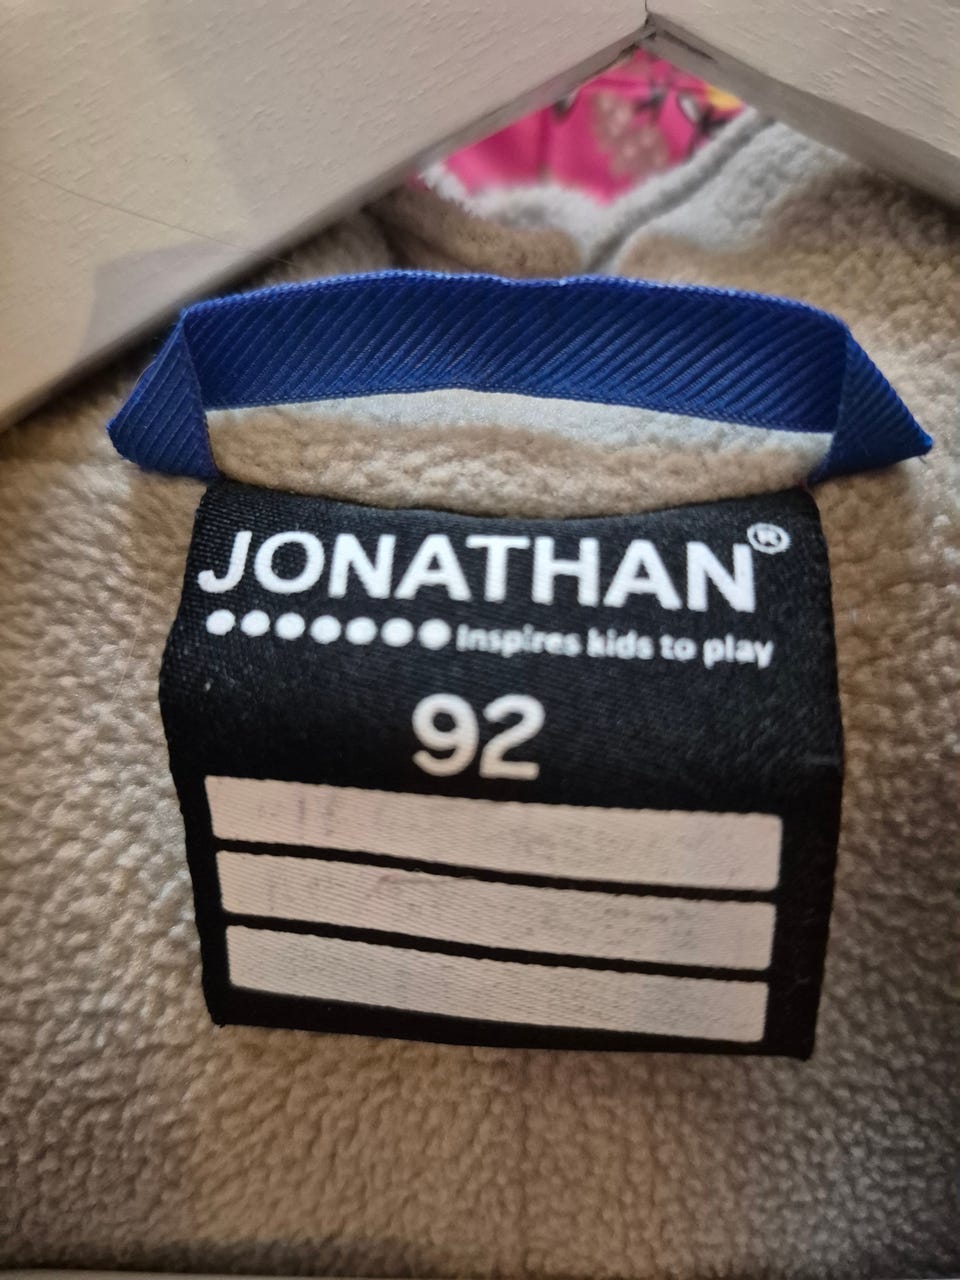 JONATHAN®
Inspires kids to play
92